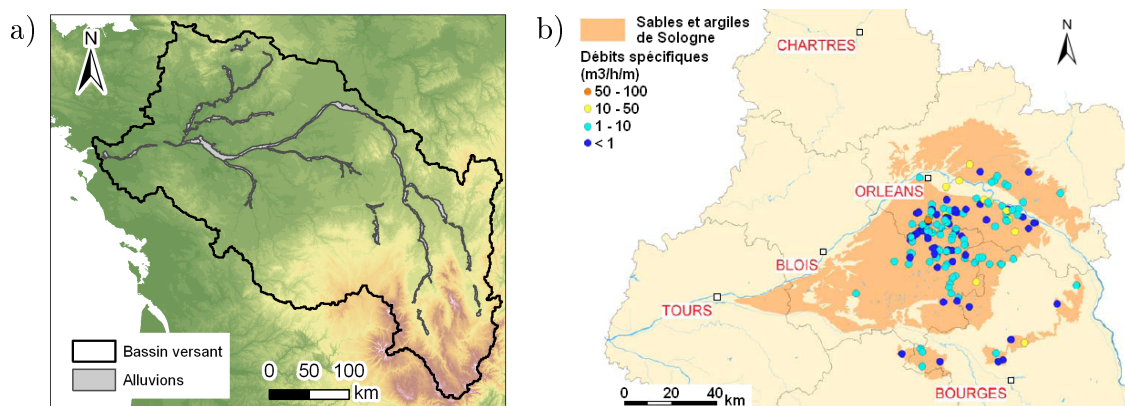 a)
N
Bassin versant
Alluvions
0 50 100
km
b)
Sables et argiles
de Sologne
Débits spécifiques
(m3/h/m)
50 - 100
10 - 50
1 - 10
< 1
N
CHARTRES
ORLEANS
BLOIS
TOURS
BOURGES
0 20 40
km